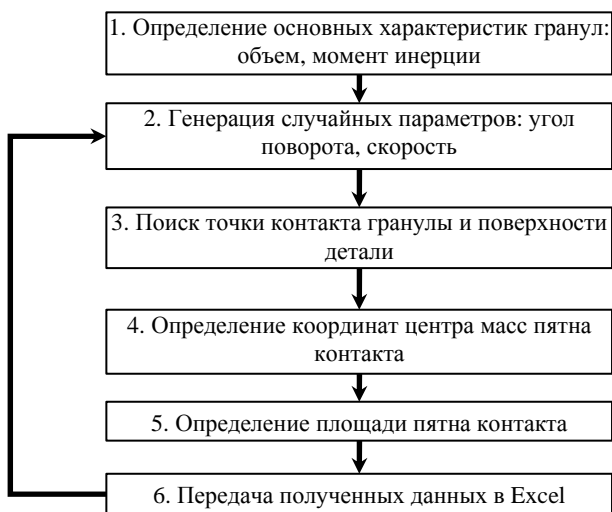 1. Определение основных характеристик гранул:
объем, момент инерции
2. Генерация случайных параметров: угол
поворота, скорость
3. Поиск точки контакта гранулы и поверхности
детали
4. Определение координат центра масс пятна
контакта
5. Определение площади пятна контакта
6. Передача полученных данных в Excel